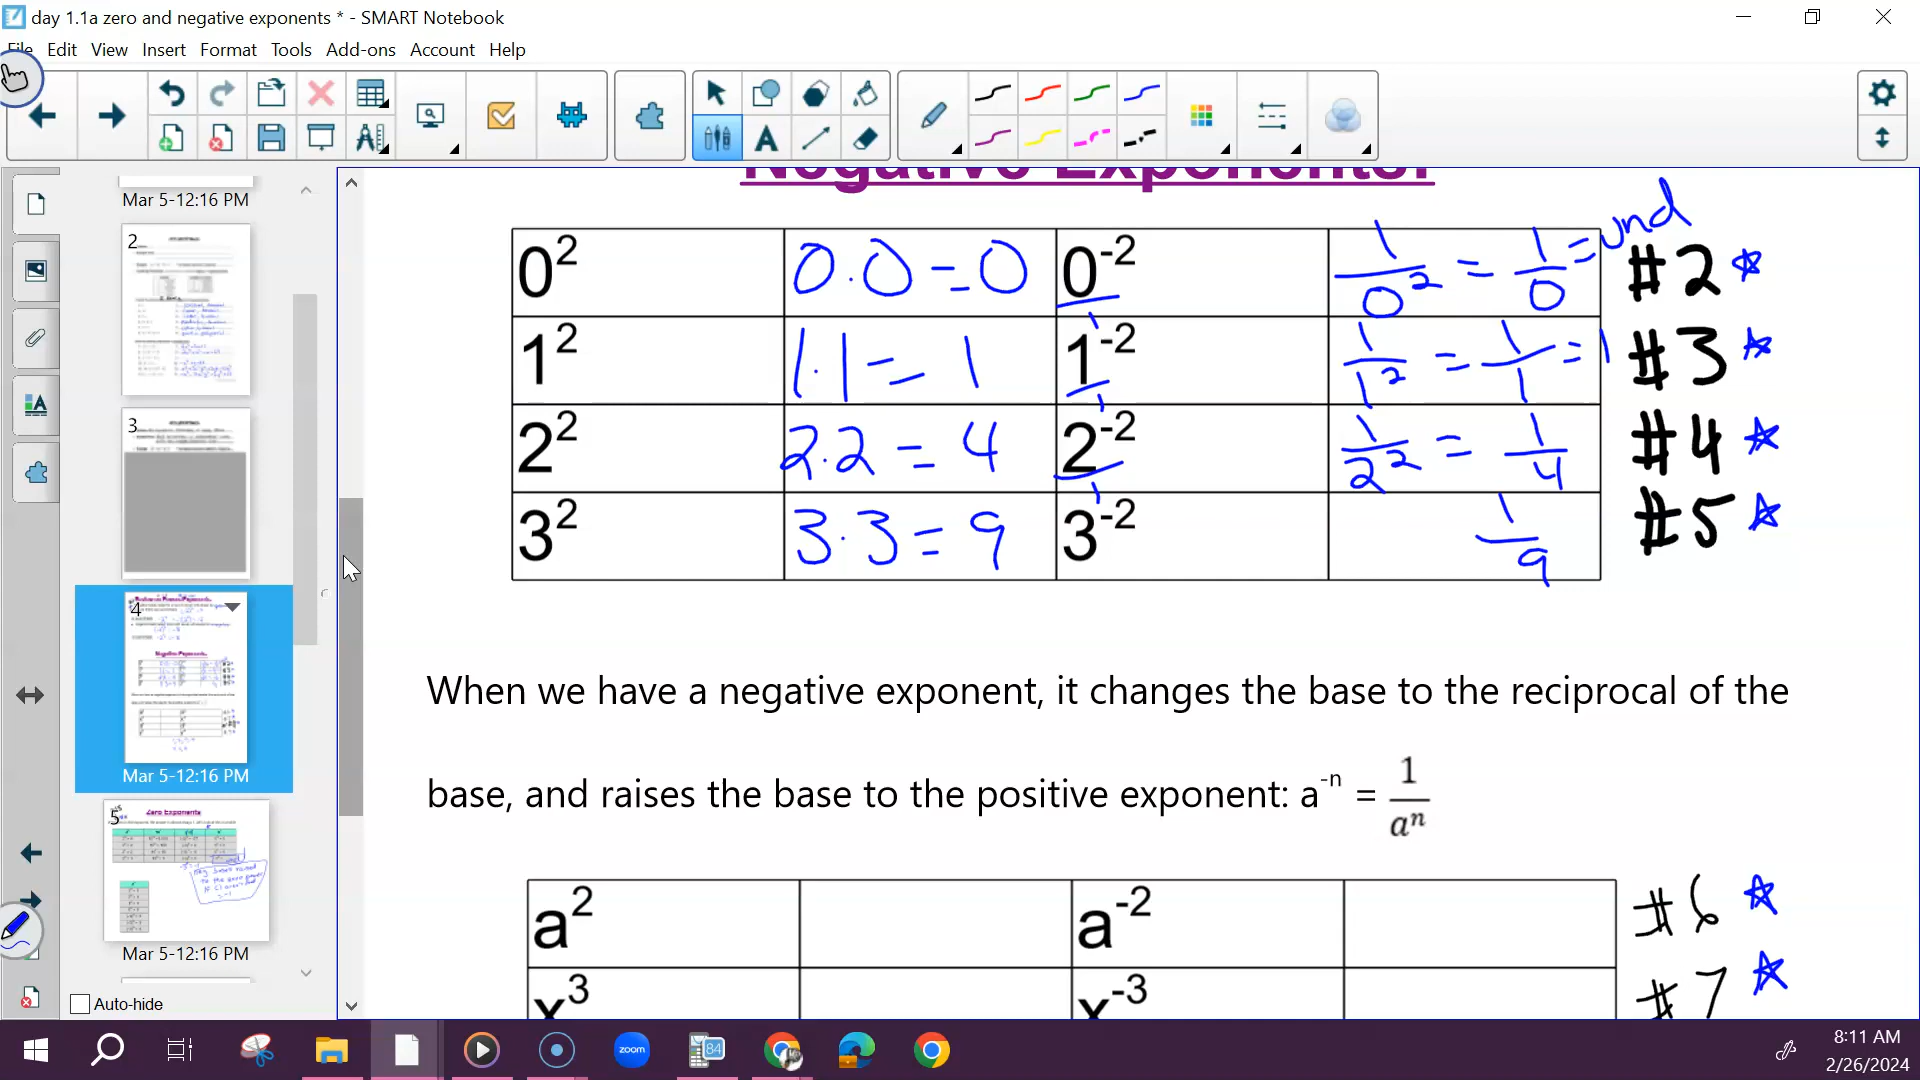 day 1.1a zero and negative exponents * - SMART Notebook
File Edit View Insert Format Tools Add-ons Account Help
Mar 5-12:16 PM
2
3
4
Mar 5-12:16 PM
5
Zero Exponents
Mar 5-12:16 PM
Auto-hide
Negative Exponents:
0² 0·0=0 0⁻² 1/0² = 1/0 = und #2
1² 1·1=1 1⁻² 1/1² = 1/1 = 1 #3
2² 2·2=4 2⁻² 1/2² = 1/4 #4
3² 3·3=9 3⁻² 1/9 #5
When we have a negative exponent, it changes the base to the reciprocal of the
base, and raises the base to the positive exponent: a⁻ⁿ = 1/aⁿ
a² a⁻² #6
x³ x⁻³ #7
zoom
84
8:11 AM
2/26/2024